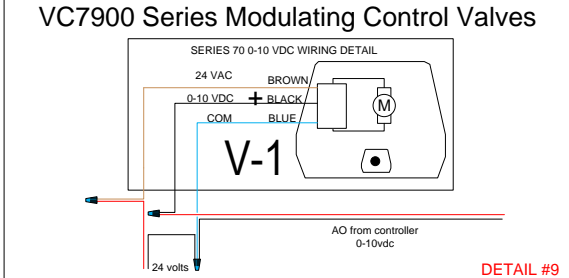 VC7900 Series Modulating Control Valves
SERIES 70 0-10 VDC WIRING DETAIL
24 VAC BROWN
0-10 VDC + BLACK
COM BLUE
M
V-1
AO from controller
0-10vdc
24 volts
DETAIL #9